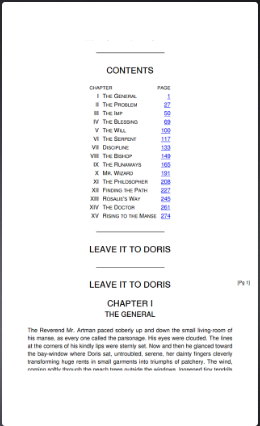 CONTENTS
CHAPTER PAGE
I The General 1
II The Problem 27
III The Imp 50
IV The Blessing 69
V The Will 100
VI The Serpent 117
VII Discipline 133
VIII The Bishop 149
IX The Runaways 165
X Mr. Wizard 191
XI The Philosopher 208
XII Finding the Path 227
XIII Rosalie's Way 245
XIV The Doctor 261
XV Rising to the Manse 274
LEAVE IT TO DORIS
LEAVE IT TO DORIS
[Pg 1]
CHAPTER I
THE GENERAL
The Reverend Mr. Artman paced soberly up and down the small living-room of
his manse, as every one called the parsonage. His eyes were clouded. The lines
at the corners of his kindly lips were sternly set. Now and then he glanced toward
the bay-window where Doris sat, untroubled, serene, her dainty fingers cleverly
transforming huge rents in small garments into triumphs of patchery. The wind,
coming softly through the peach trees outside the windows, loosened tiny tendrils